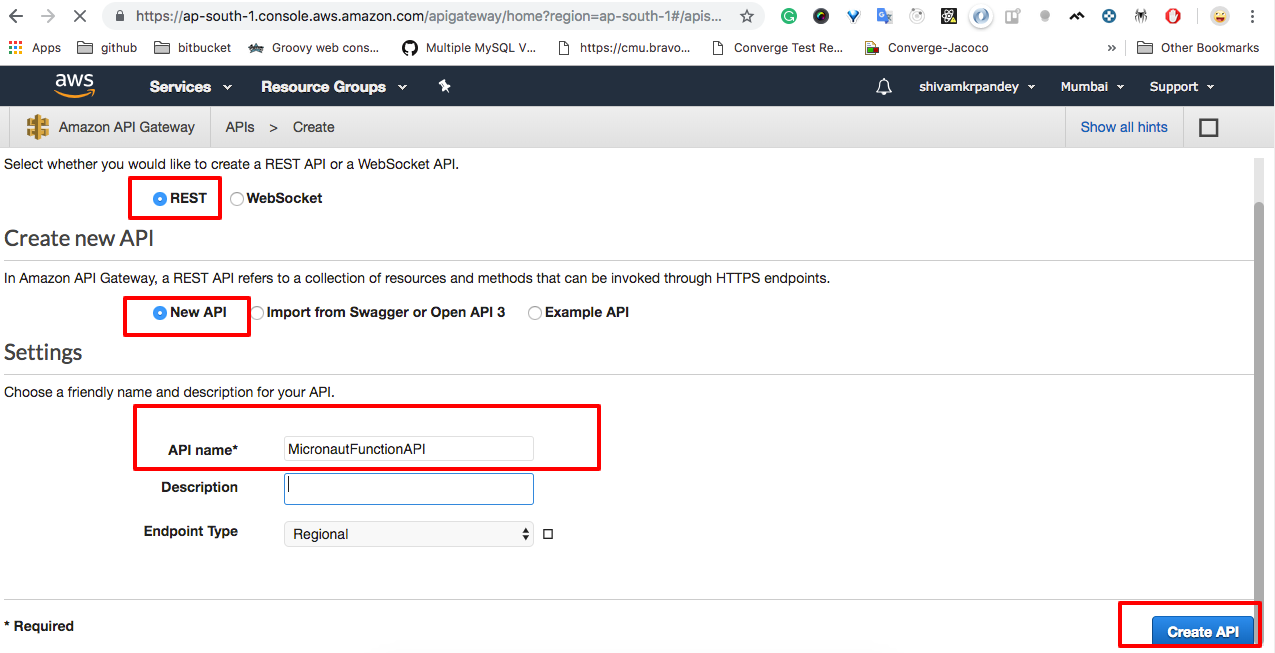 https://ap-south-1.console.aws.amazon.com/apigateway/home?region=ap-south-1#/apis...
Apps github bitbucket Groovy web cons... Multiple MySQL V... https://cmu.bravo... Converge Test Re... Converge-Jacoco » Other Bookmarks
aws Services Resource Groups shivamkrpandey Mumbai Support
Amazon API Gateway APIs > Create Show all hints
Select whether you would like to create a REST API or a WebSocket API.
REST WebSocket
Create new API
In Amazon API Gateway, a REST API refers to a collection of resources and methods that can be invoked through HTTPS endpoints.
New API Import from Swagger or Open API 3 Example API
Settings
Choose a friendly name and description for your API.
API name* MicronautFunctionAPI
Description
Endpoint Type Regional
* Required
Create API